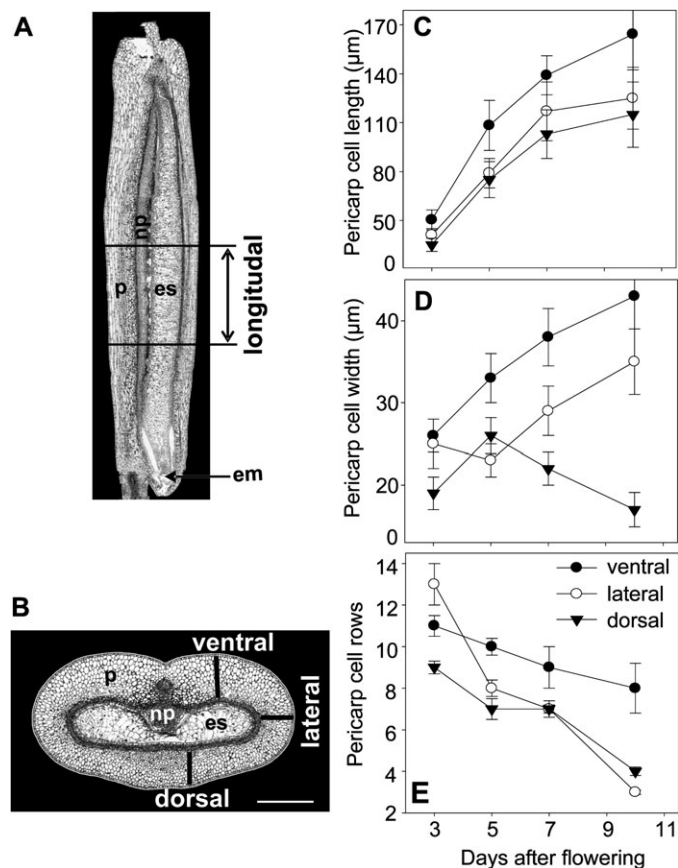 A
np
p
es
longitudal
em
B
ventral
p
np
es
lateral
dorsal
C
Pericarp cell length (µm)
170
140
110
80
50
0
D
Pericarp cell width (µm)
40
30
20
0
E
Pericarp cell rows
14
12
10
8
6
4
2
ventral
lateral
dorsal
3 5 7 9 11
Days after flowering